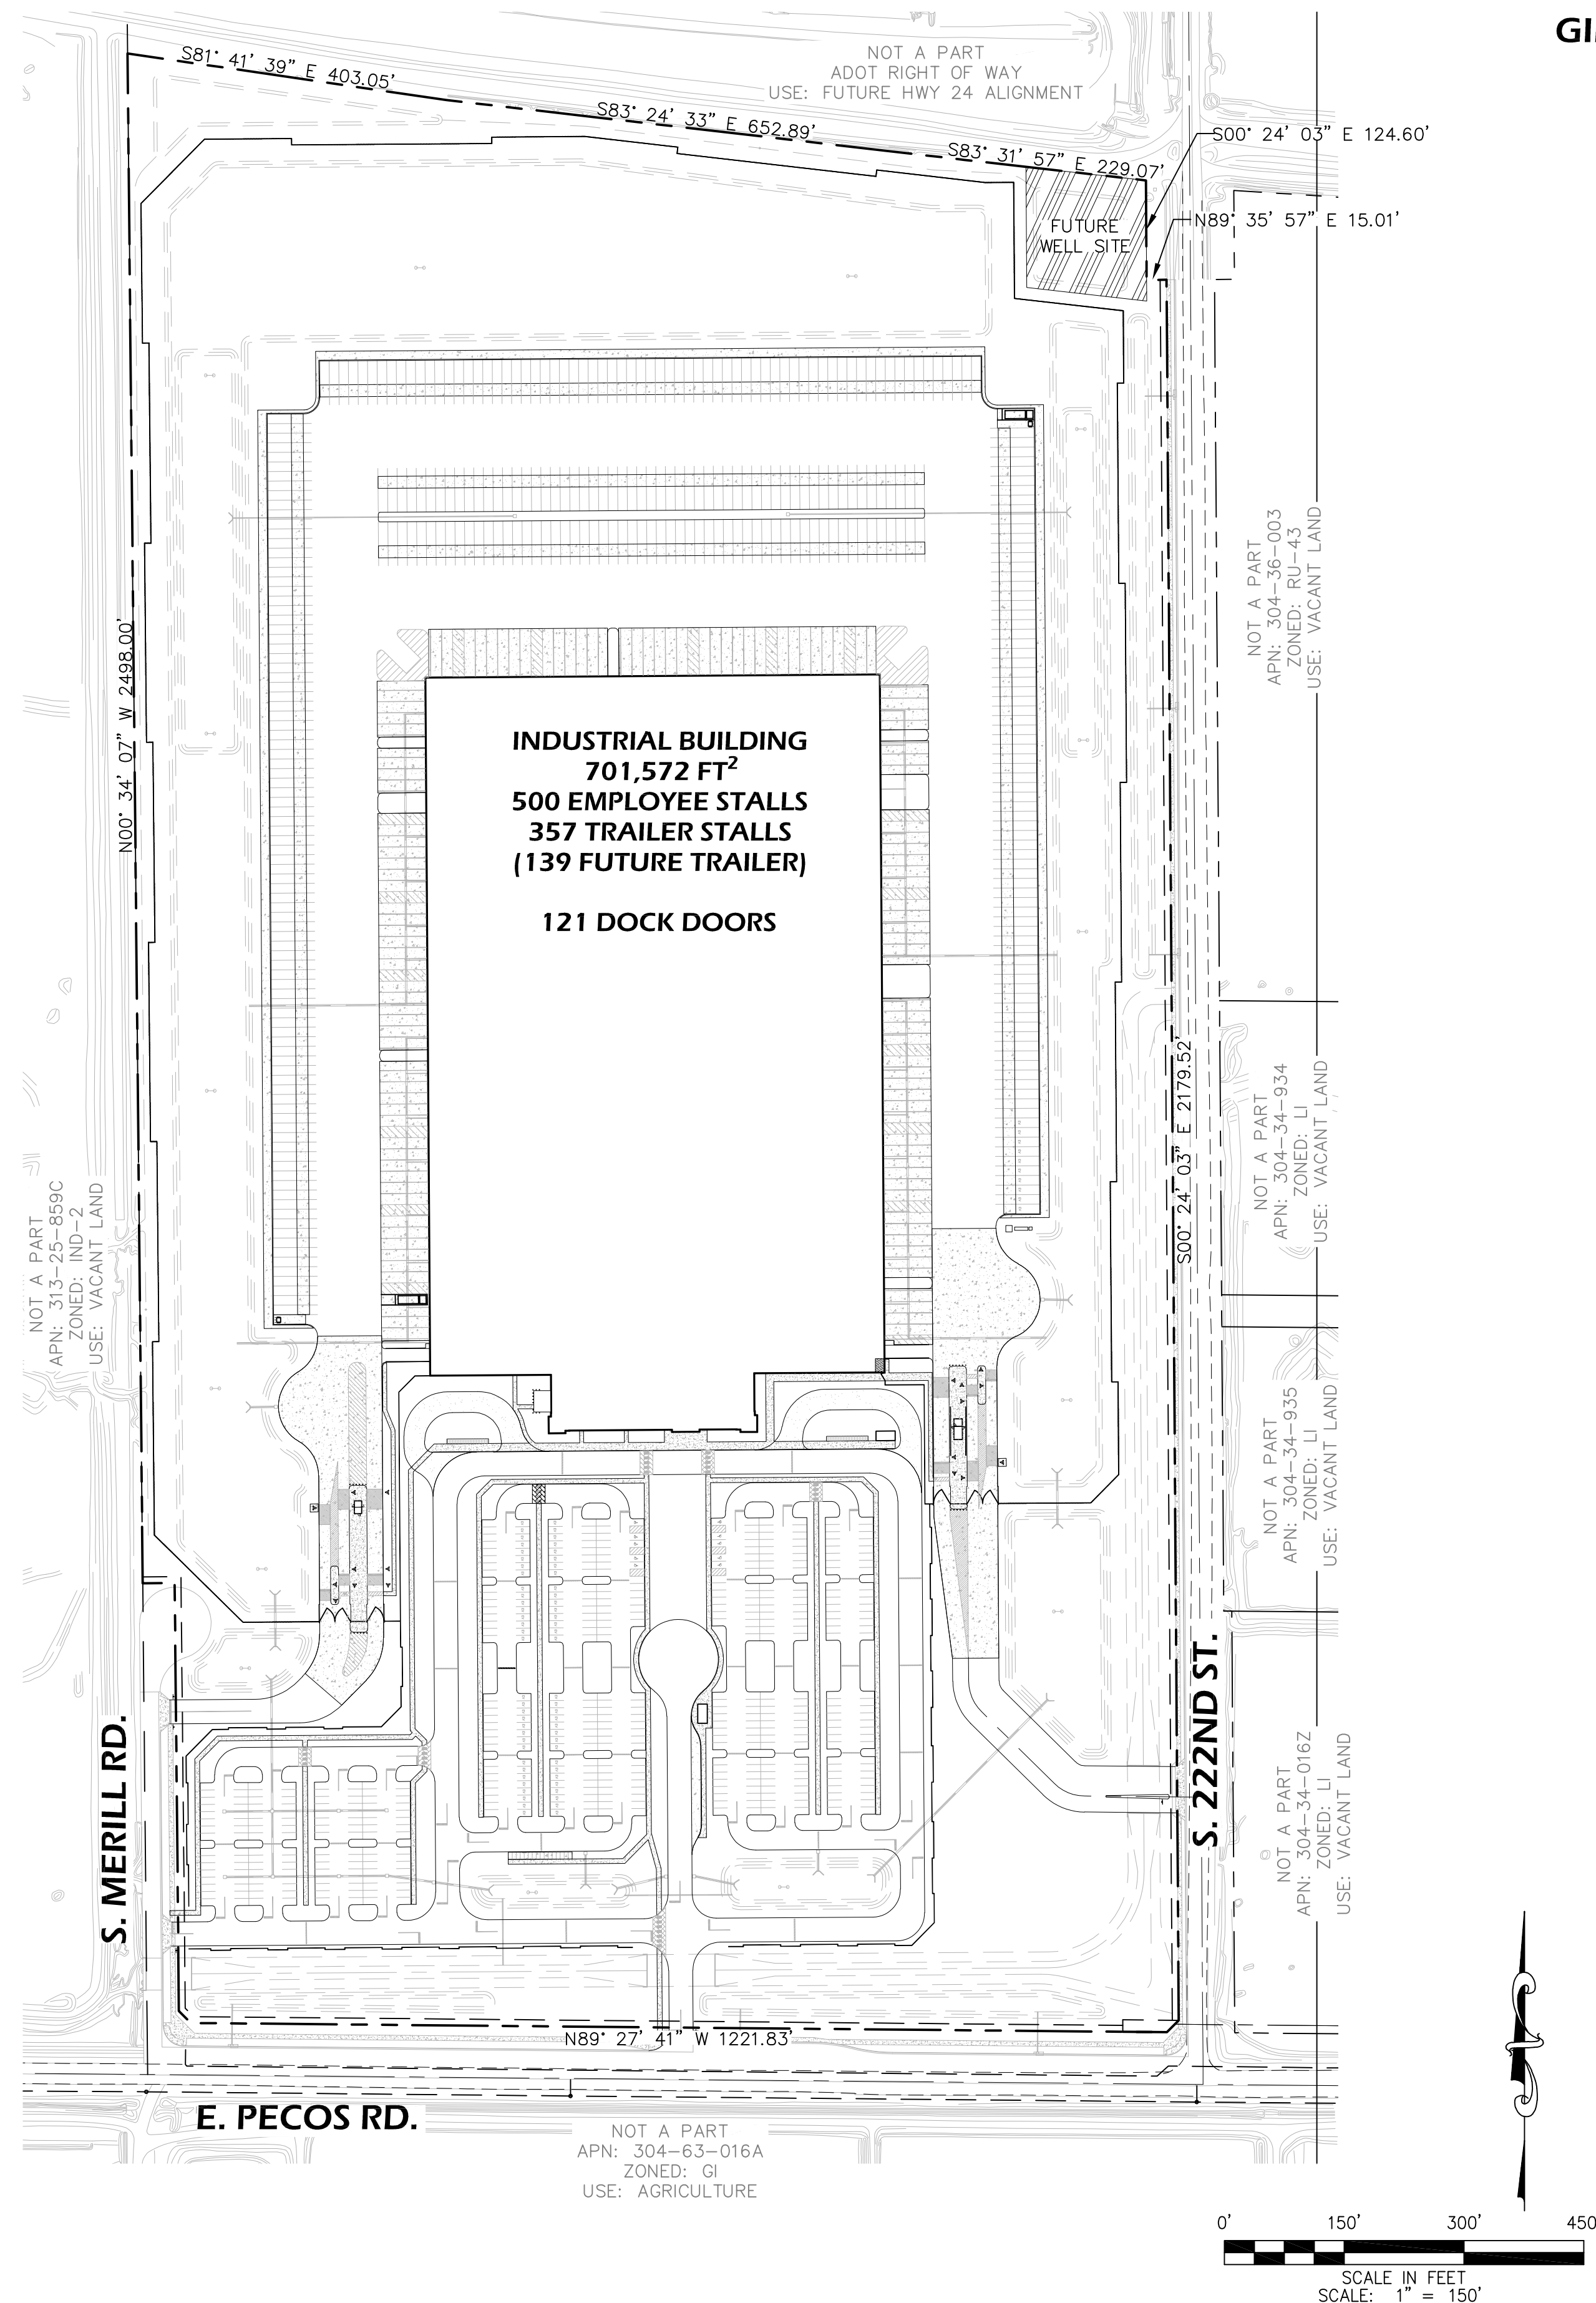 GI
S81° 41' 39" E 403.05'
NOT A PART
ADOT RIGHT OF WAY
USE: FUTURE HWY 24 ALIGNMENT
S83° 24' 33" E 652.89'
S83° 31' 57" E 229.07'
S00° 24' 03" E 124.60'
N89° 35' 57" E 15.01'
FUTURE
WELL SITE
N00° 34' 07" W 2498.00'
INDUSTRIAL BUILDING
701,572 FT²
500 EMPLOYEE STALLS
357 TRAILER STALLS
(139 FUTURE TRAILER)
121 DOCK DOORS
NOT A PART
APN: 304-36-003
ZONED: RU-43
USE: VACANT LAND
S00° 24' 03" E 2179.52'
NOT A PART
APN: 304-34-934
ZONED: LI
USE: VACANT LAND
NOT A PART
APN: 313-25-859C
ZONED: IND-2
USE: VACANT LAND
NOT A PART
APN: 304-34-935
ZONED: LI
USE: VACANT LAND
S. MERILL RD.
S. 222ND ST.
NOT A PART
APN: 304-34-016Z
ZONED: LI
USE: VACANT LAND
N89° 27' 41" W 1221.83'
E. PECOS RD.
NOT A PART
APN: 304-63-016A
ZONED: GI
USE: AGRICULTURE
0' 150' 300' 450
SCALE IN FEET
SCALE: 1" = 150'